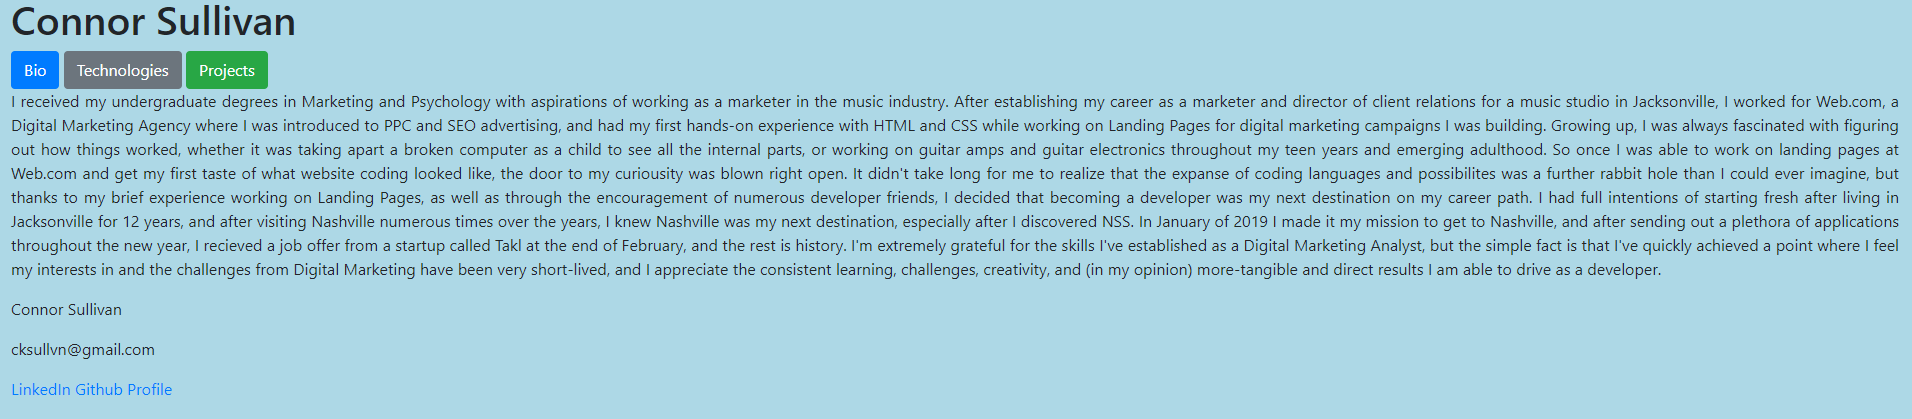 Connor Sullivan
Bio Technologies Projects
I received my undergraduate degrees in Marketing and Psychology with aspirations of working as a marketer in the music industry. After establishing my career as a marketer and director of client relations for a music studio in Jacksonville, I worked for Web.com, a
Digital Marketing Agency where I was introduced to PPC and SEO advertising, and had my first hands-on experience with HTML and CSS while working on Landing Pages for digital marketing campaigns I was building. Growing up, I was always fascinated with figuring
out how things worked, whether it was taking apart a broken computer as a child to see all the internal parts, or working on guitar amps and guitar electronics throughout my teen years and emerging adulthood. So once I was able to work on landing pages at
Web.com and get my first taste of what website coding looked like, the door to my curiousity was blown right open. It didn't take long for me to realize that the expanse of coding languages and possibilites was a further rabbit hole than I could ever imagine, but
thanks to my brief experience working on Landing Pages, as well as through the encouragement of numerous developer friends, I decided that becoming a developer was my next destination on my career path. I had full intentions of starting fresh after living in
Jacksonville for 12 years, and after visiting Nashville numerous times over the years, I knew Nashville was my next destination, especially after I discovered NSS. In January of 2019 I made it my mission to get to Nashville, and after sending out a plethora of applications
throughout the new year, I recieved a job offer from a startup called Takl at the end of February, and the rest is history. I'm extremely grateful for the skills I've established as a Digital Marketing Analyst, but the simple fact is that I've quickly achieved a point where I feel
my interests in and the challenges from Digital Marketing have been very short-lived, and I appreciate the consistent learning, challenges, creativity, and (in my opinion) more-tangible and direct results I am able to drive as a developer.
Connor Sullivan
cksullvn@gmail.com
LinkedIn Github Profile